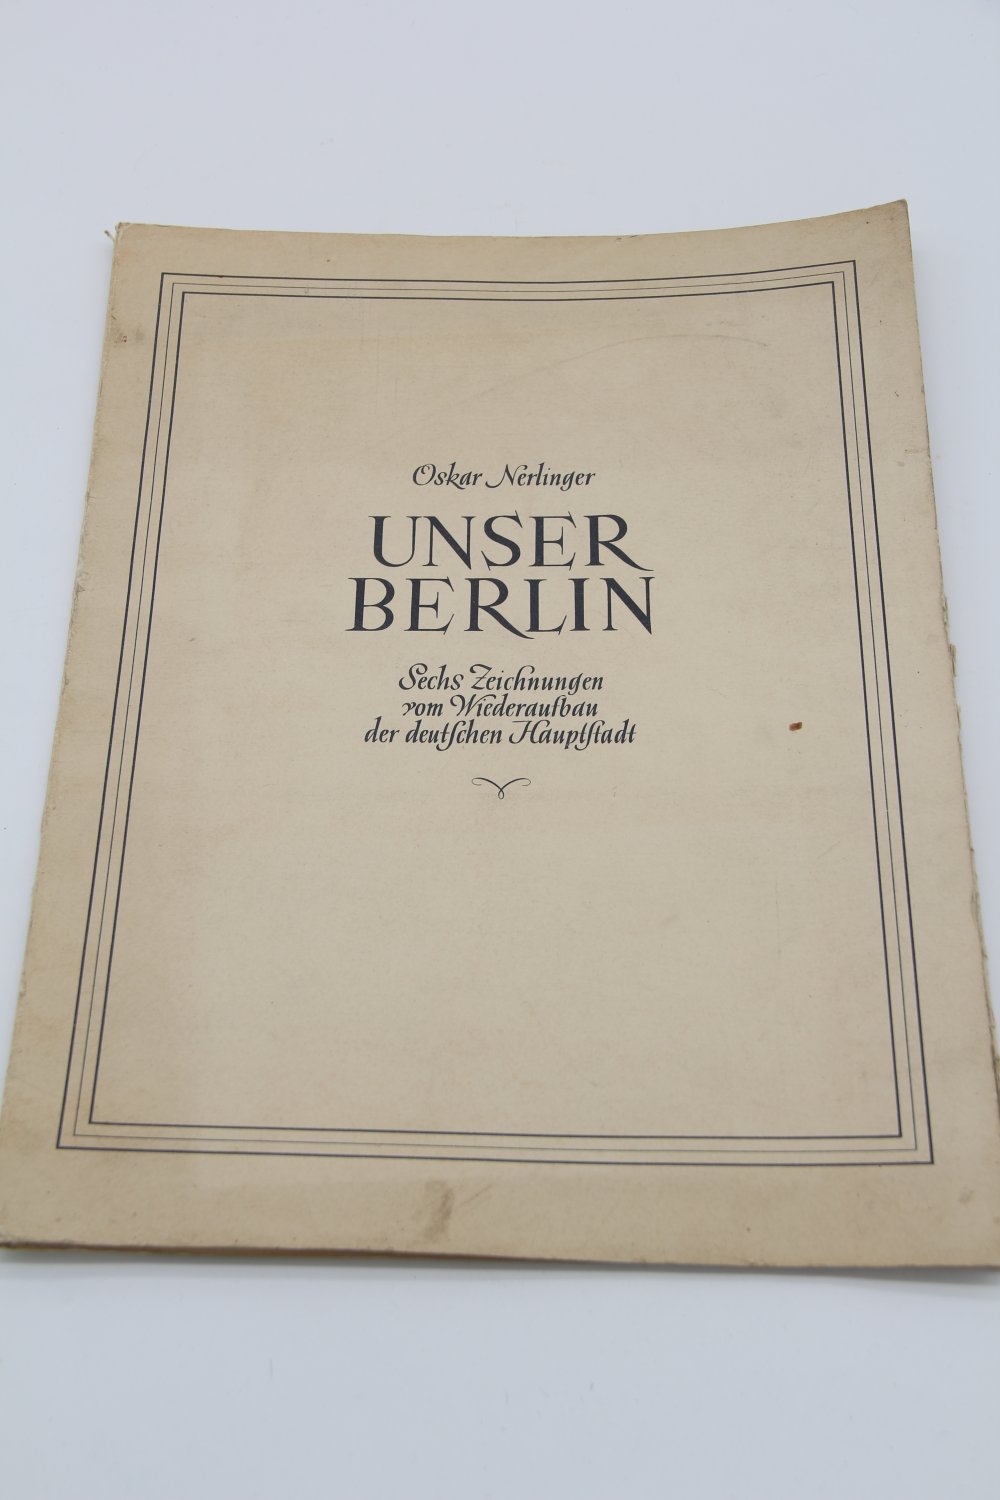 Oskar Nerlinger
UNSER
BERLIN
Sechs Zeichnungen
vom Wiederaufbau
der deutſchen Hauptſtadt